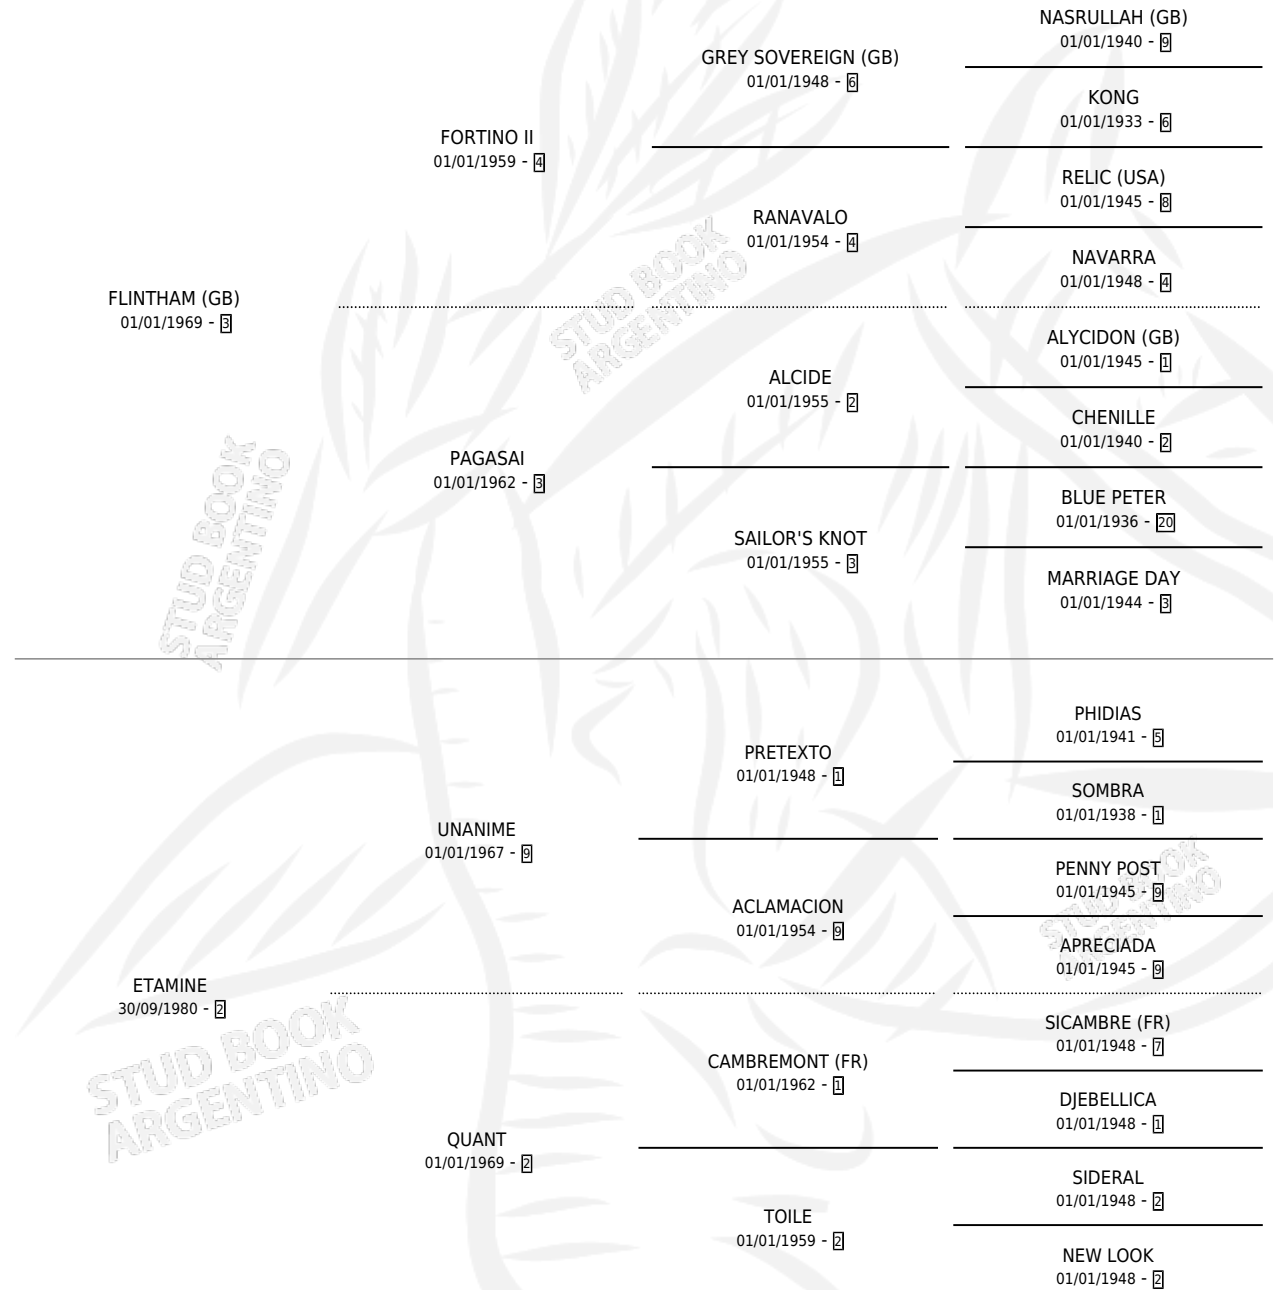 NASRULLAH (GB)
01/01/1940 - 9
GREY SOVEREIGN (GB)
01/01/1948 - 6
KONG
01/01/1933 - 6
FORTINO II
01/01/1959 - 4
RELIC (USA)
01/01/1945 - 8
RANAVALO
01/01/1954 - 4
NAVARRA
01/01/1948 - 4
FLINTHAM (GB)
01/01/1969 - 3
ALYCIDON (GB)
01/01/1945 - 1
ALCIDE
01/01/1955 - 2
CHENILLE
01/01/1940 - 2
PAGASAI
01/01/1962 - 3
BLUE PETER
01/01/1936 - 20
SAILOR'S KNOT
01/01/1955 - 3
MARRIAGE DAY
01/01/1944 - 3
STUD BOOK
ARGENTINO
STUD BOOK
ARGENTINO
PHIDIAS
01/01/1941 - 5
PRETEXTO
01/01/1948 - 1
SOMBRA
01/01/1938 - 1
UNANIME
01/01/1967 - 9
PENNY POST
01/01/1945 - 9
ACLAMACION
01/01/1954 - 9
APRECIADA
01/01/1945 - 9
ETAMINE
30/09/1980 - 2
SICAMBRE (FR)
01/01/1948 - 7
CAMBREMONT (FR)
01/01/1962 - 1
DJEBELLICA
01/01/1948 - 1
QUANT
01/01/1969 - 2
SIDERAL
01/01/1948 - 2
TOILE
01/01/1959 - 2
NEW LOOK
01/01/1948 - 2
STUD BOOK
ARGENTINO
STUD BOOK
ARGENTINO